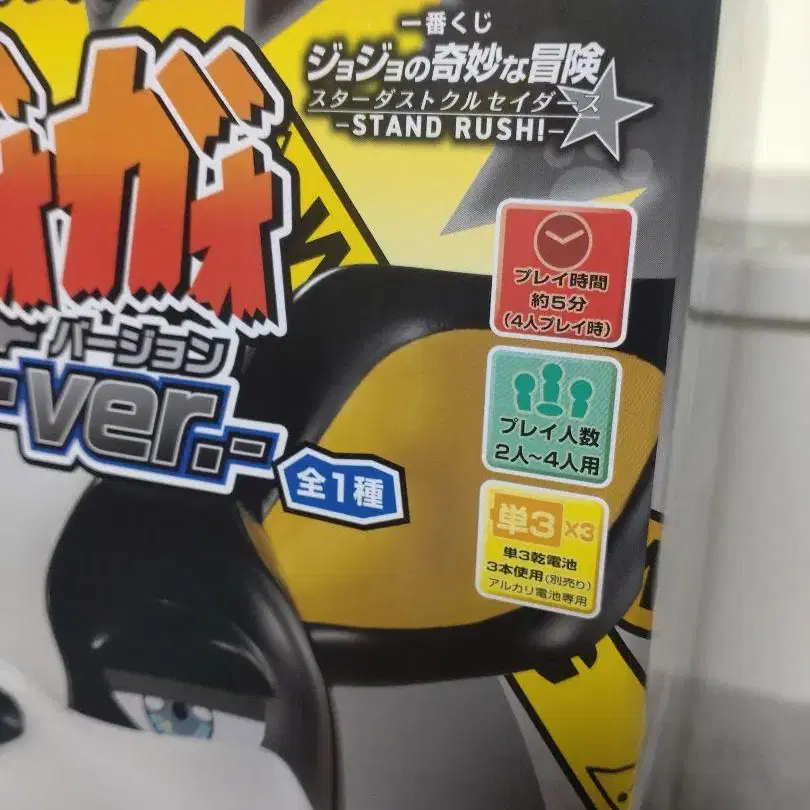 一番くじ
ジョジョの奇妙な冒険
スターダストクルセイダース
-STAND RUSH!-
ガオ
バージョン
-ver.-
全1種
プレイ時間
約5分
(4人プレイ時)
プレイ人数
2人~4人用
単3 ×3
単3乾電池
3本使用(別売り)
アルカリ電池専用